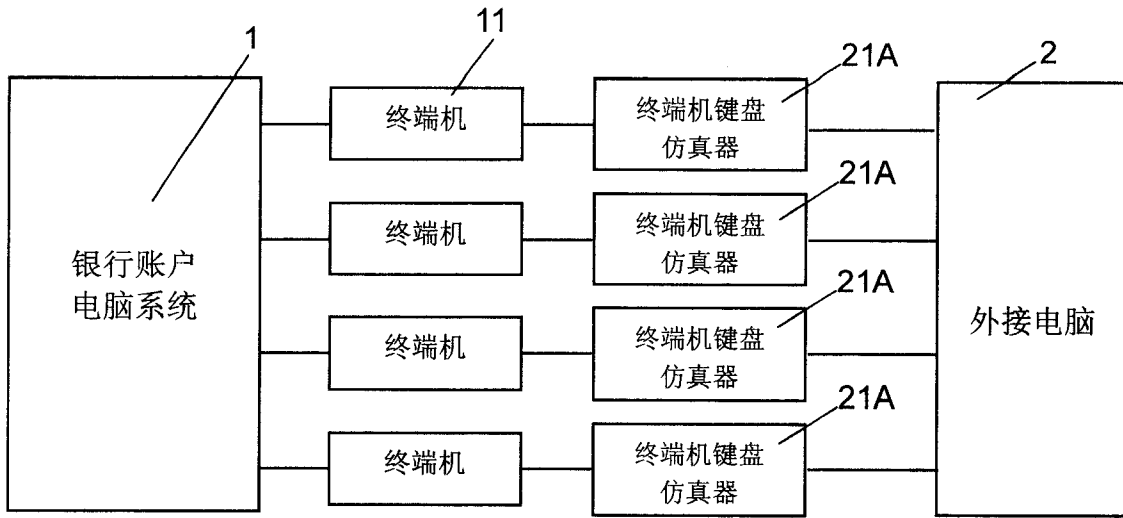 1
11
21A
2
终端机
终端机键盘
仿真器
21A
终端机
终端机键盘
仿真器
银行账户
电脑系统
21A
外接电脑
终端机
终端机键盘
仿真器
21A
终端机
终端机键盘
仿真器